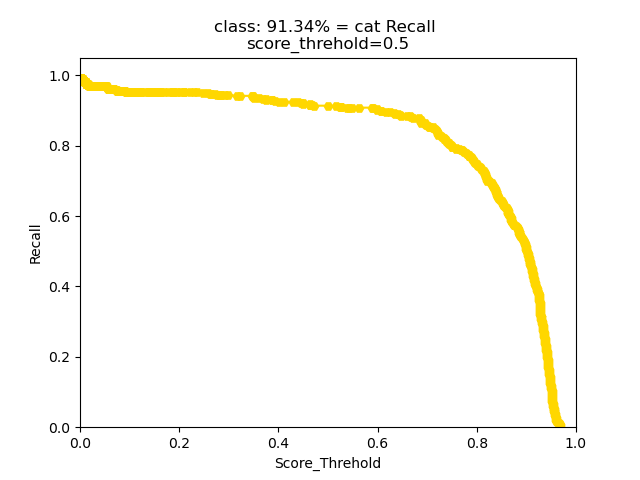 class: 91.34% = cat Recall
score_threhold=0.5
Recall
1.0
0.8
0.6
0.4
0.2
0.0
0.0 0.2 0.4 0.6 0.8 1.0
Score_Threhold